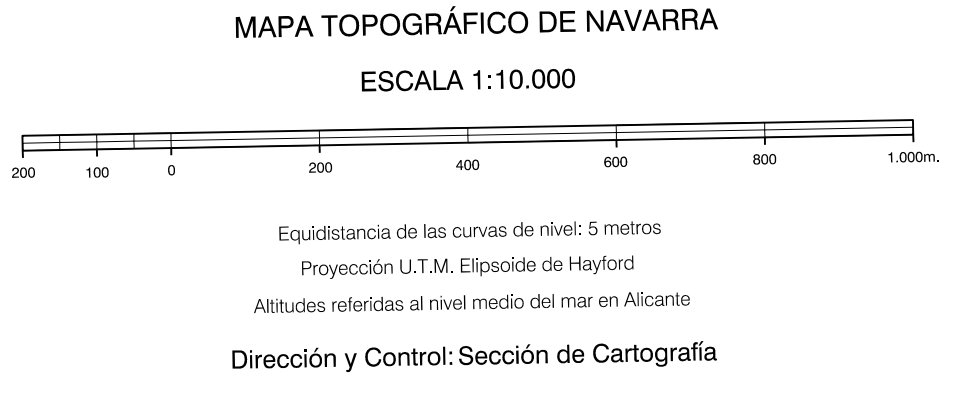 MAPA TOPOGRÁFICO DE NAVARRA
ESCALA 1:10.000
200 100 0 200 400 600 800 1.000m.
Equidistancia de las curvas de nivel: 5 metros
Proyección U.T.M. Elipsoide de Hayford
Altitudes referidas al nivel medio del mar en Alicante
Dirección y Control: Sección de Cartografía